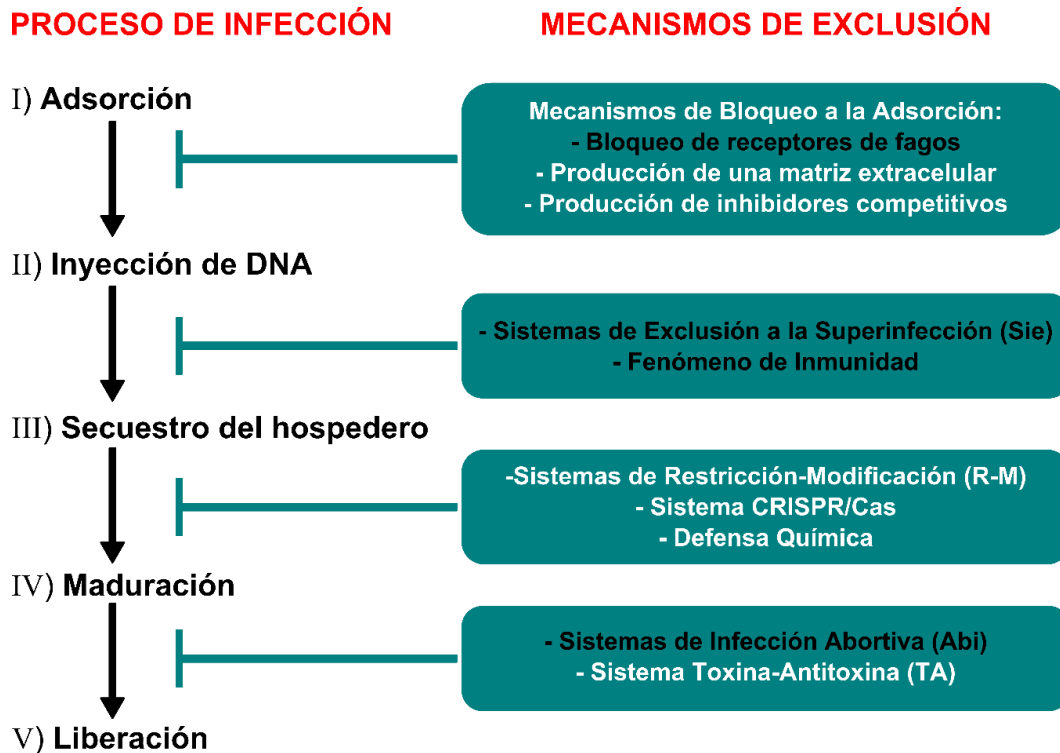 PROCESO DE INFECCIÓN
MECANISMOS DE EXCLUSIÓN
I) Adsorción
Mecanismos de Bloqueo a la Adsorción:
- Bloqueo de receptores de fagos
- Producción de una matriz extracelular
- Producción de inhibidores competitivos
II) Inyección de DNA
- Sistemas de Exclusión a la Superinfección (Sie)
- Fenómeno de Inmunidad
III) Secuestro del hospedero
-Sistemas de Restricción-Modificación (R-M)
- Sistema CRISPR/Cas
- Defensa Química
IV) Maduración
- Sistemas de Infección Abortiva (Abi)
- Sistema Toxina-Antitoxina (TA)
V) Liberación